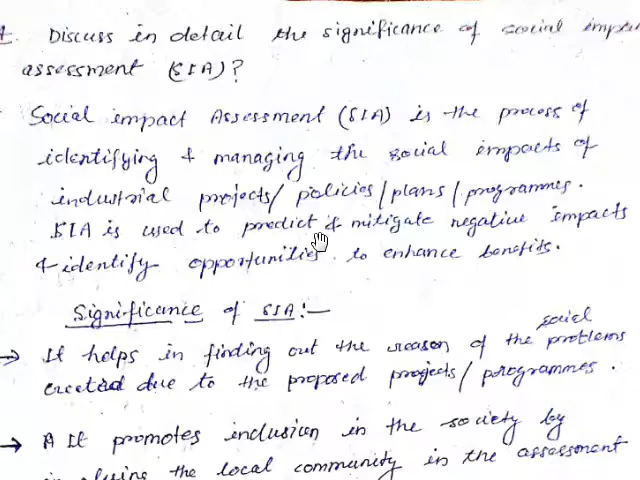 Discuss in detail the significance of social impa
assessment (SIA)?
Social impact Assessment (SIA) is the process of
identifying & managing the social impacts of
industrial projects/policies/plans/programmes.
SIA is used to predict & mitigate negative impacts
& identify opportunities to enhance benefits.
Significance of SIA:—
→ It helps in finding out the reason of the social problems
created due to the proposed projects/programmes.
→ It promotes inclusion in the society by
the local community in the assessment